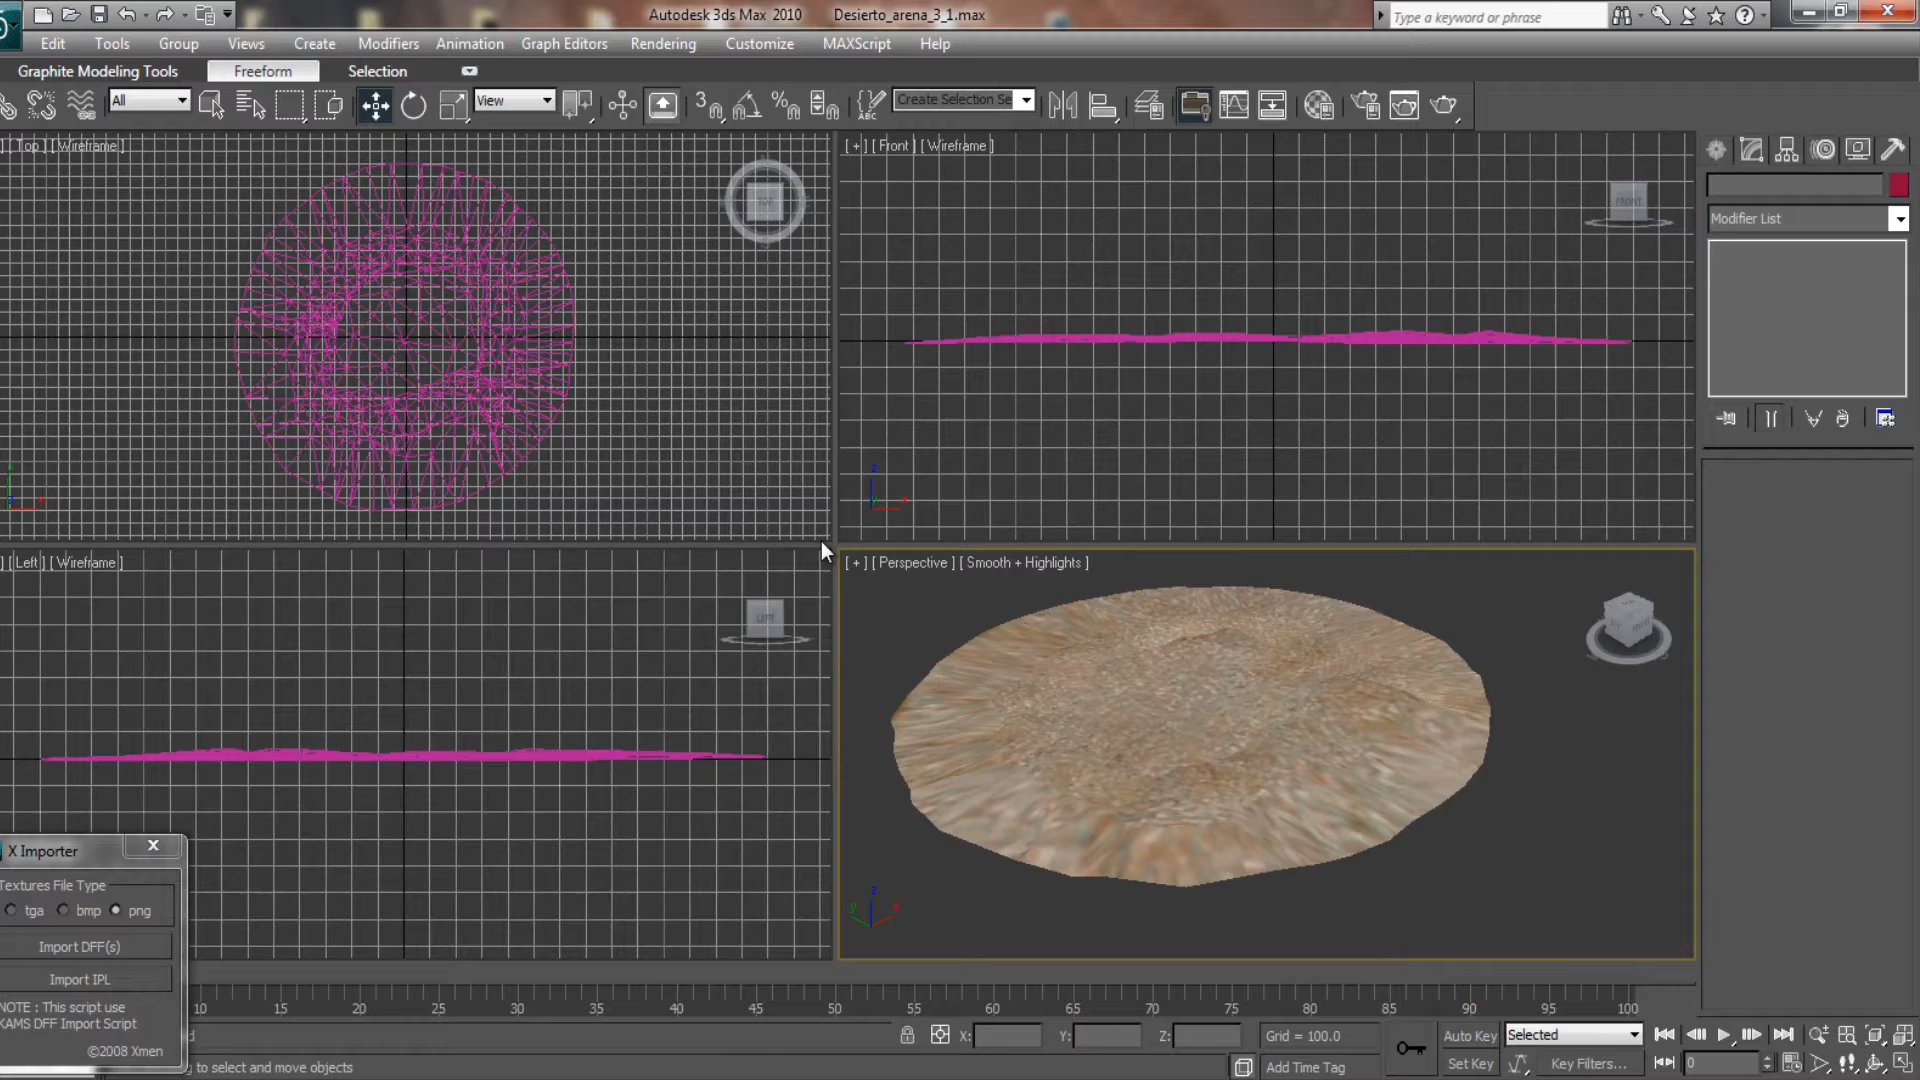 Autodesk 3ds Max 2010 Desierto_arena_3_1.max
Type a keyword or phrase
Edit Tools Group Views Create Modifiers Animation Graph Editors Rendering Customize MAXScript Help
Graphite Modeling Tools Freeform Selection
All View 3 % ABC Create Selection Se
] [ Top ] [ Wireframe ]
[ + ] [ Front ] [ Wireframe ]
TOP
FRONT
Modifier List
] [ Left ] [ Wireframe ]
[ + ] [ Perspective ] [ Smooth + Highlights ]
LEFT
X Importer
Textures File Type
tga bmp png
Import DFF(s)
Import IPL
NOTE : This script use
KAMS DFF Import Script
©2008 Xmen
10 15 20 25 30 35 40 45 50 55 60 65 70 75 80 85 90 95 100
X: Y: Z: Grid = 100.0 Auto Key Selected
to select and move objects Add Time Tag Set Key Key Filters... 0